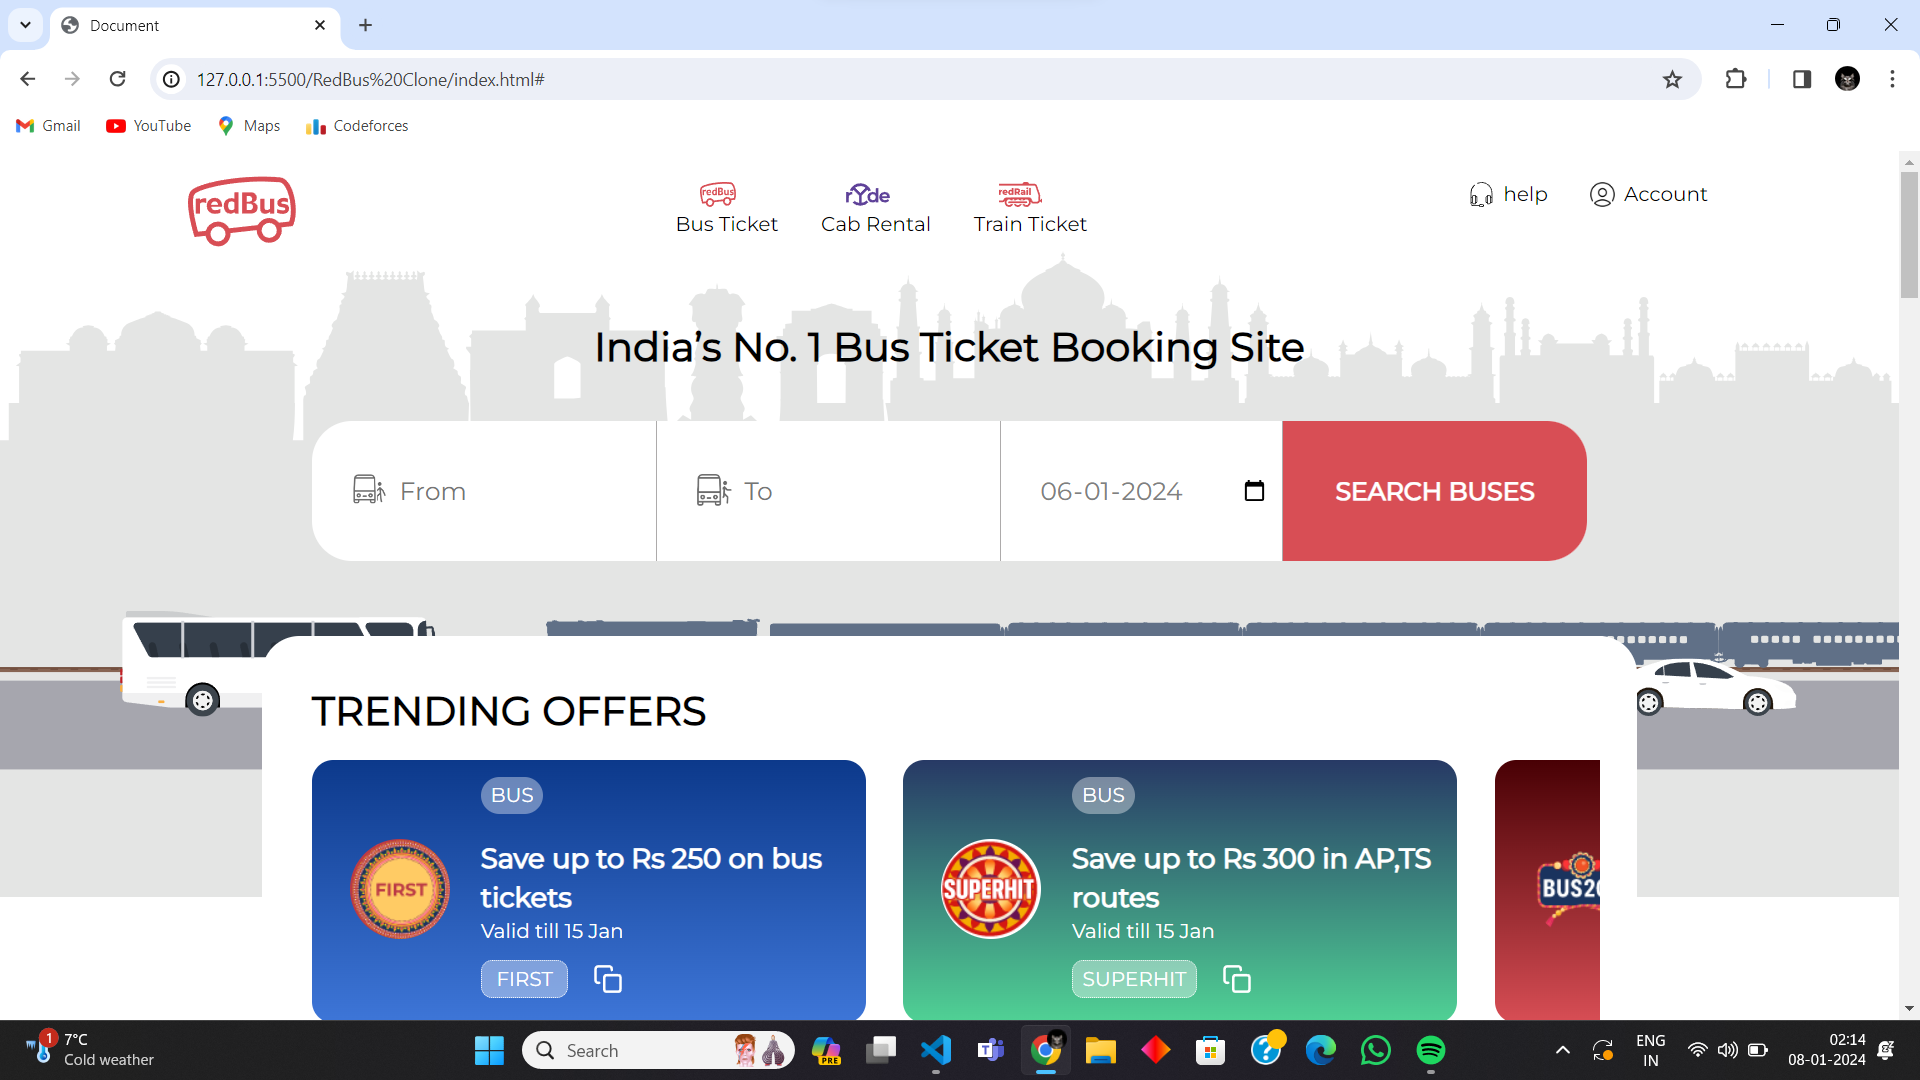 Document
127.0.0.1:5500/RedBus%20Clone/index.html#
Gmail YouTube Maps Codeforces
redBus
redBus ryde redRail
Bus Ticket Cab Rental Train Ticket
help Account
India's No. 1 Bus Ticket Booking Site
From To 06-01-2024 SEARCH BUSES
TRENDING OFFERS
BUS
FIRST
Save up to Rs 250 on bus
tickets
Valid till 15 Jan
FIRST
BUS
SUPERHIT
Save up to Rs 300 in AP,TS
routes
Valid till 15 Jan
SUPERHIT
1
7°C
Cold weather
Search
PRE
ENG
IN
02:14
08-01-2024